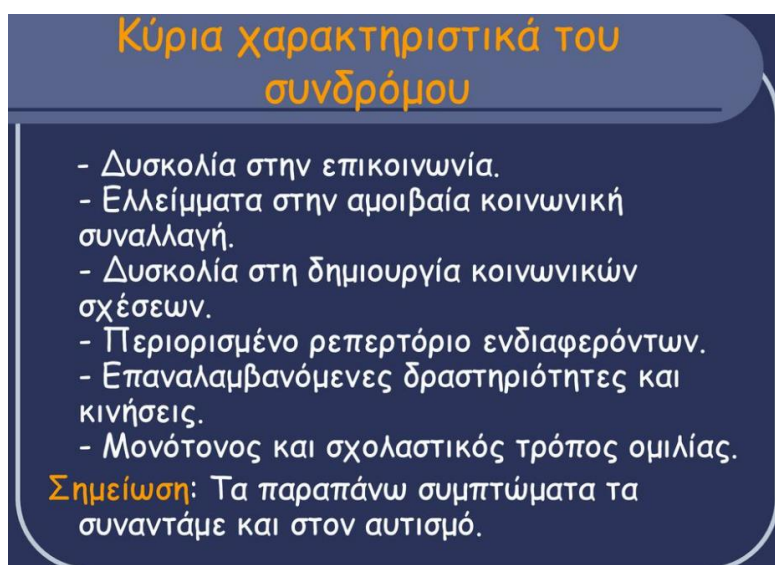 Κύρια χαρακτηριστικά του
συνδρόμου
- Δυσκολία στην επικοινωνία.
- Ελλείμματα στην αμοιβαία κοινωνική
συναλλαγή.
- Δυσκολία στη δημιουργία κοινωνικών
σχέσεων.
- Περιορισμένο ρεπερτόριο ενδιαφερόντων.
- Επαναλαμβανόμενες δραστηριότητες και
κινήσεις.
- Μονότονος και σχολαστικός τρόπος ομιλίας.
Σημείωση: Τα παραπάνω συμπτώματα τα
συναντάμε και στον αυτισμό.